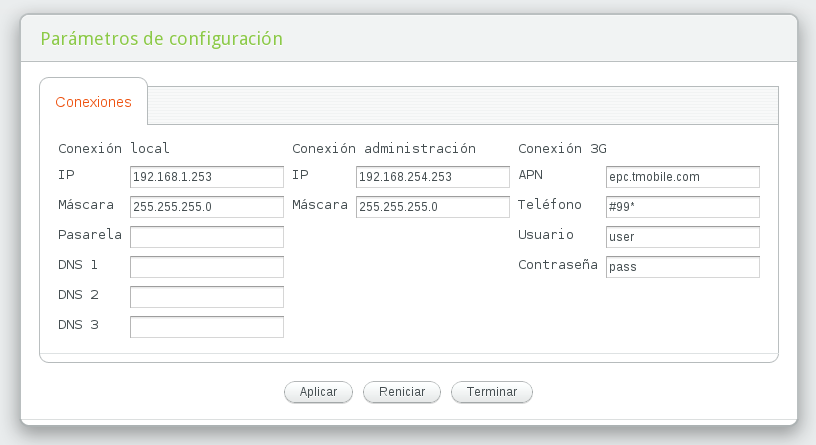 Parámetros de configuración
Conexiones
Conexión local Conexión administración Conexión 3G
IP 192.168.1.253 IP 192.168.254.253 APN epc.tmobile.com
Máscara 255.255.255.0 Máscara 255.255.255.0 Teléfono #99*
Pasarela Usuario user
DNS 1 Contraseña pass
DNS 2
DNS 3
Aplicar Reniciar Terminar